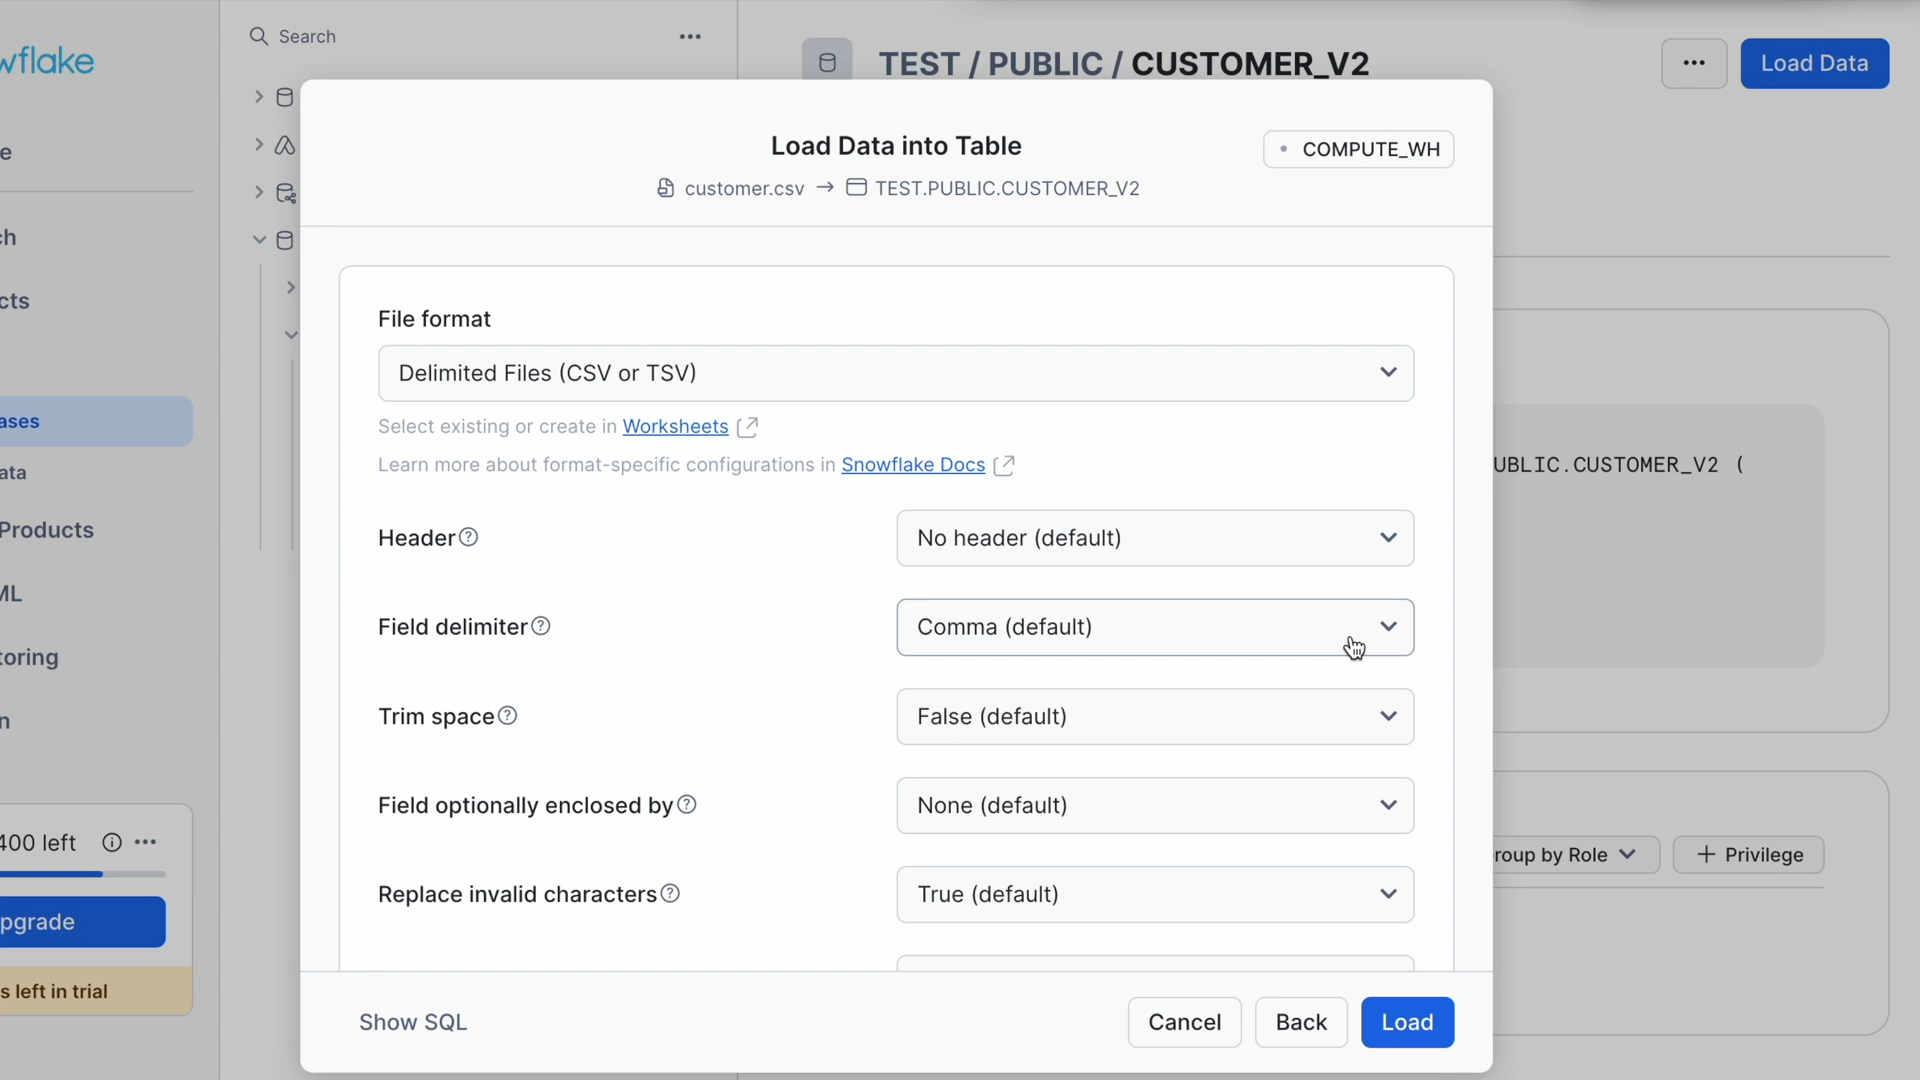 wflake
Search
...
TEST / PUBLIC / CUSTOMER_V2
...
Load Data
e
ch
cts
ases
ata
Products
ML
toring
n
400 left
...
pgrade
s left in trial
Load Data into Table
COMPUTE_WH
customer.csv → TEST.PUBLIC.CUSTOMER_V2
File format
Delimited Files (CSV or TSV)
Select existing or create in Worksheets
Learn more about format-specific configurations in Snowflake Docs
Header
No header (default)
Field delimiter
Comma (default)
Trim space
False (default)
Field optionally enclosed by
None (default)
Replace invalid characters
True (default)
Show SQL
Cancel
Back
Load
UBLIC.CUSTOMER_V2 (
roup by Role
+ Privilege